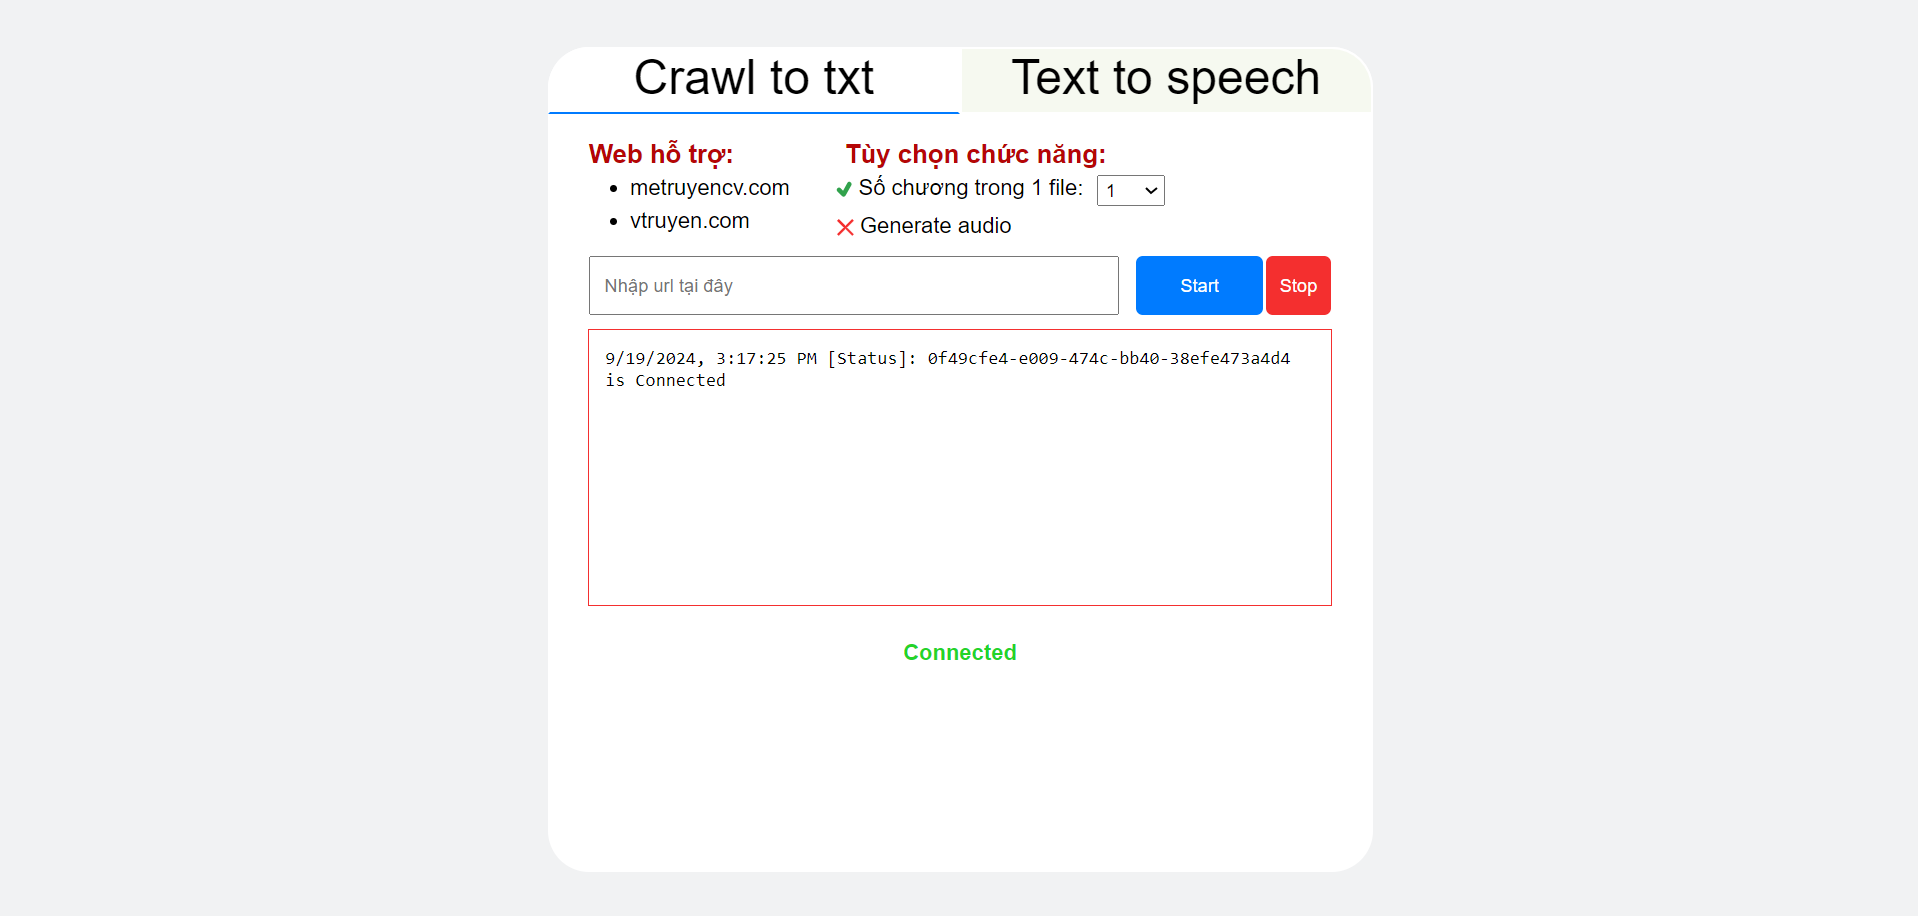 Crawl to txt
Text to speech
Web hỗ trợ:
metruyencv.com
vtruyen.com
Tùy chọn chức năng:
Số chương trong 1 file: 1
Generate audio
Nhập url tại đây
Start
Stop
9/19/2024, 3:17:25 PM [Status]: 0f49cfe4-e009-474c-bb40-38efe473a4d4
is Connected
Connected